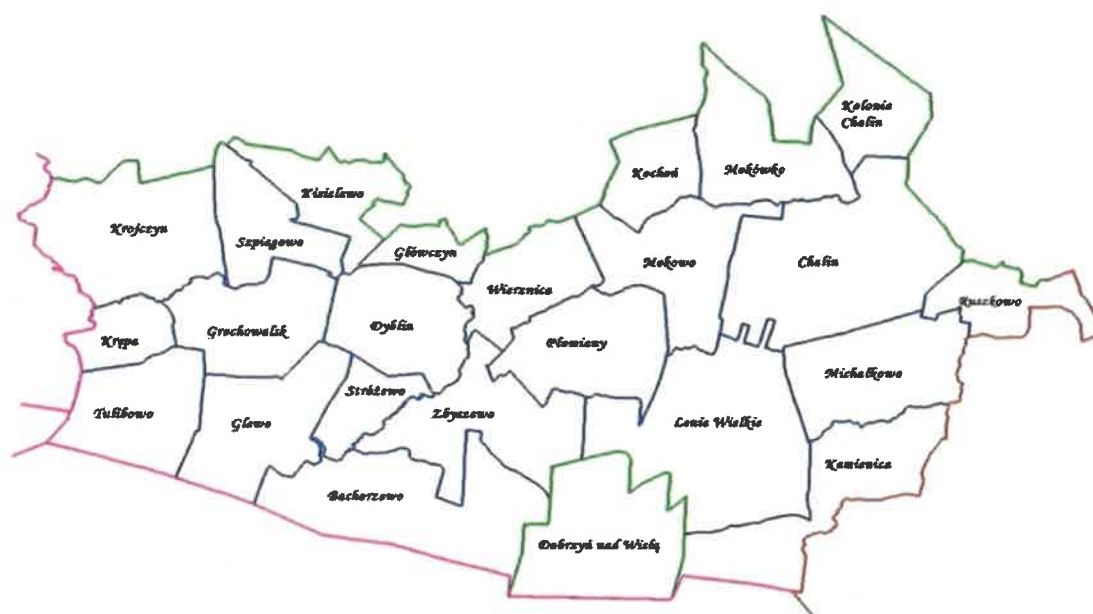 Kolonia
Chalin
Kochoń
Mokówko
Kisielewo
Krojczyn
Szpiegowo
Główczyn
Mokowo
Chalin
Wierznica
Ruszkowo
Krępa
Grochowalsk
Dyblin
Płomiany
Michałkowo
Stróżewo
Tulibowo
Glewo
Zbyszewo
Lenie Wielkie
Kamienica
Bachorzewo
Dobrzyń nad Wisłą